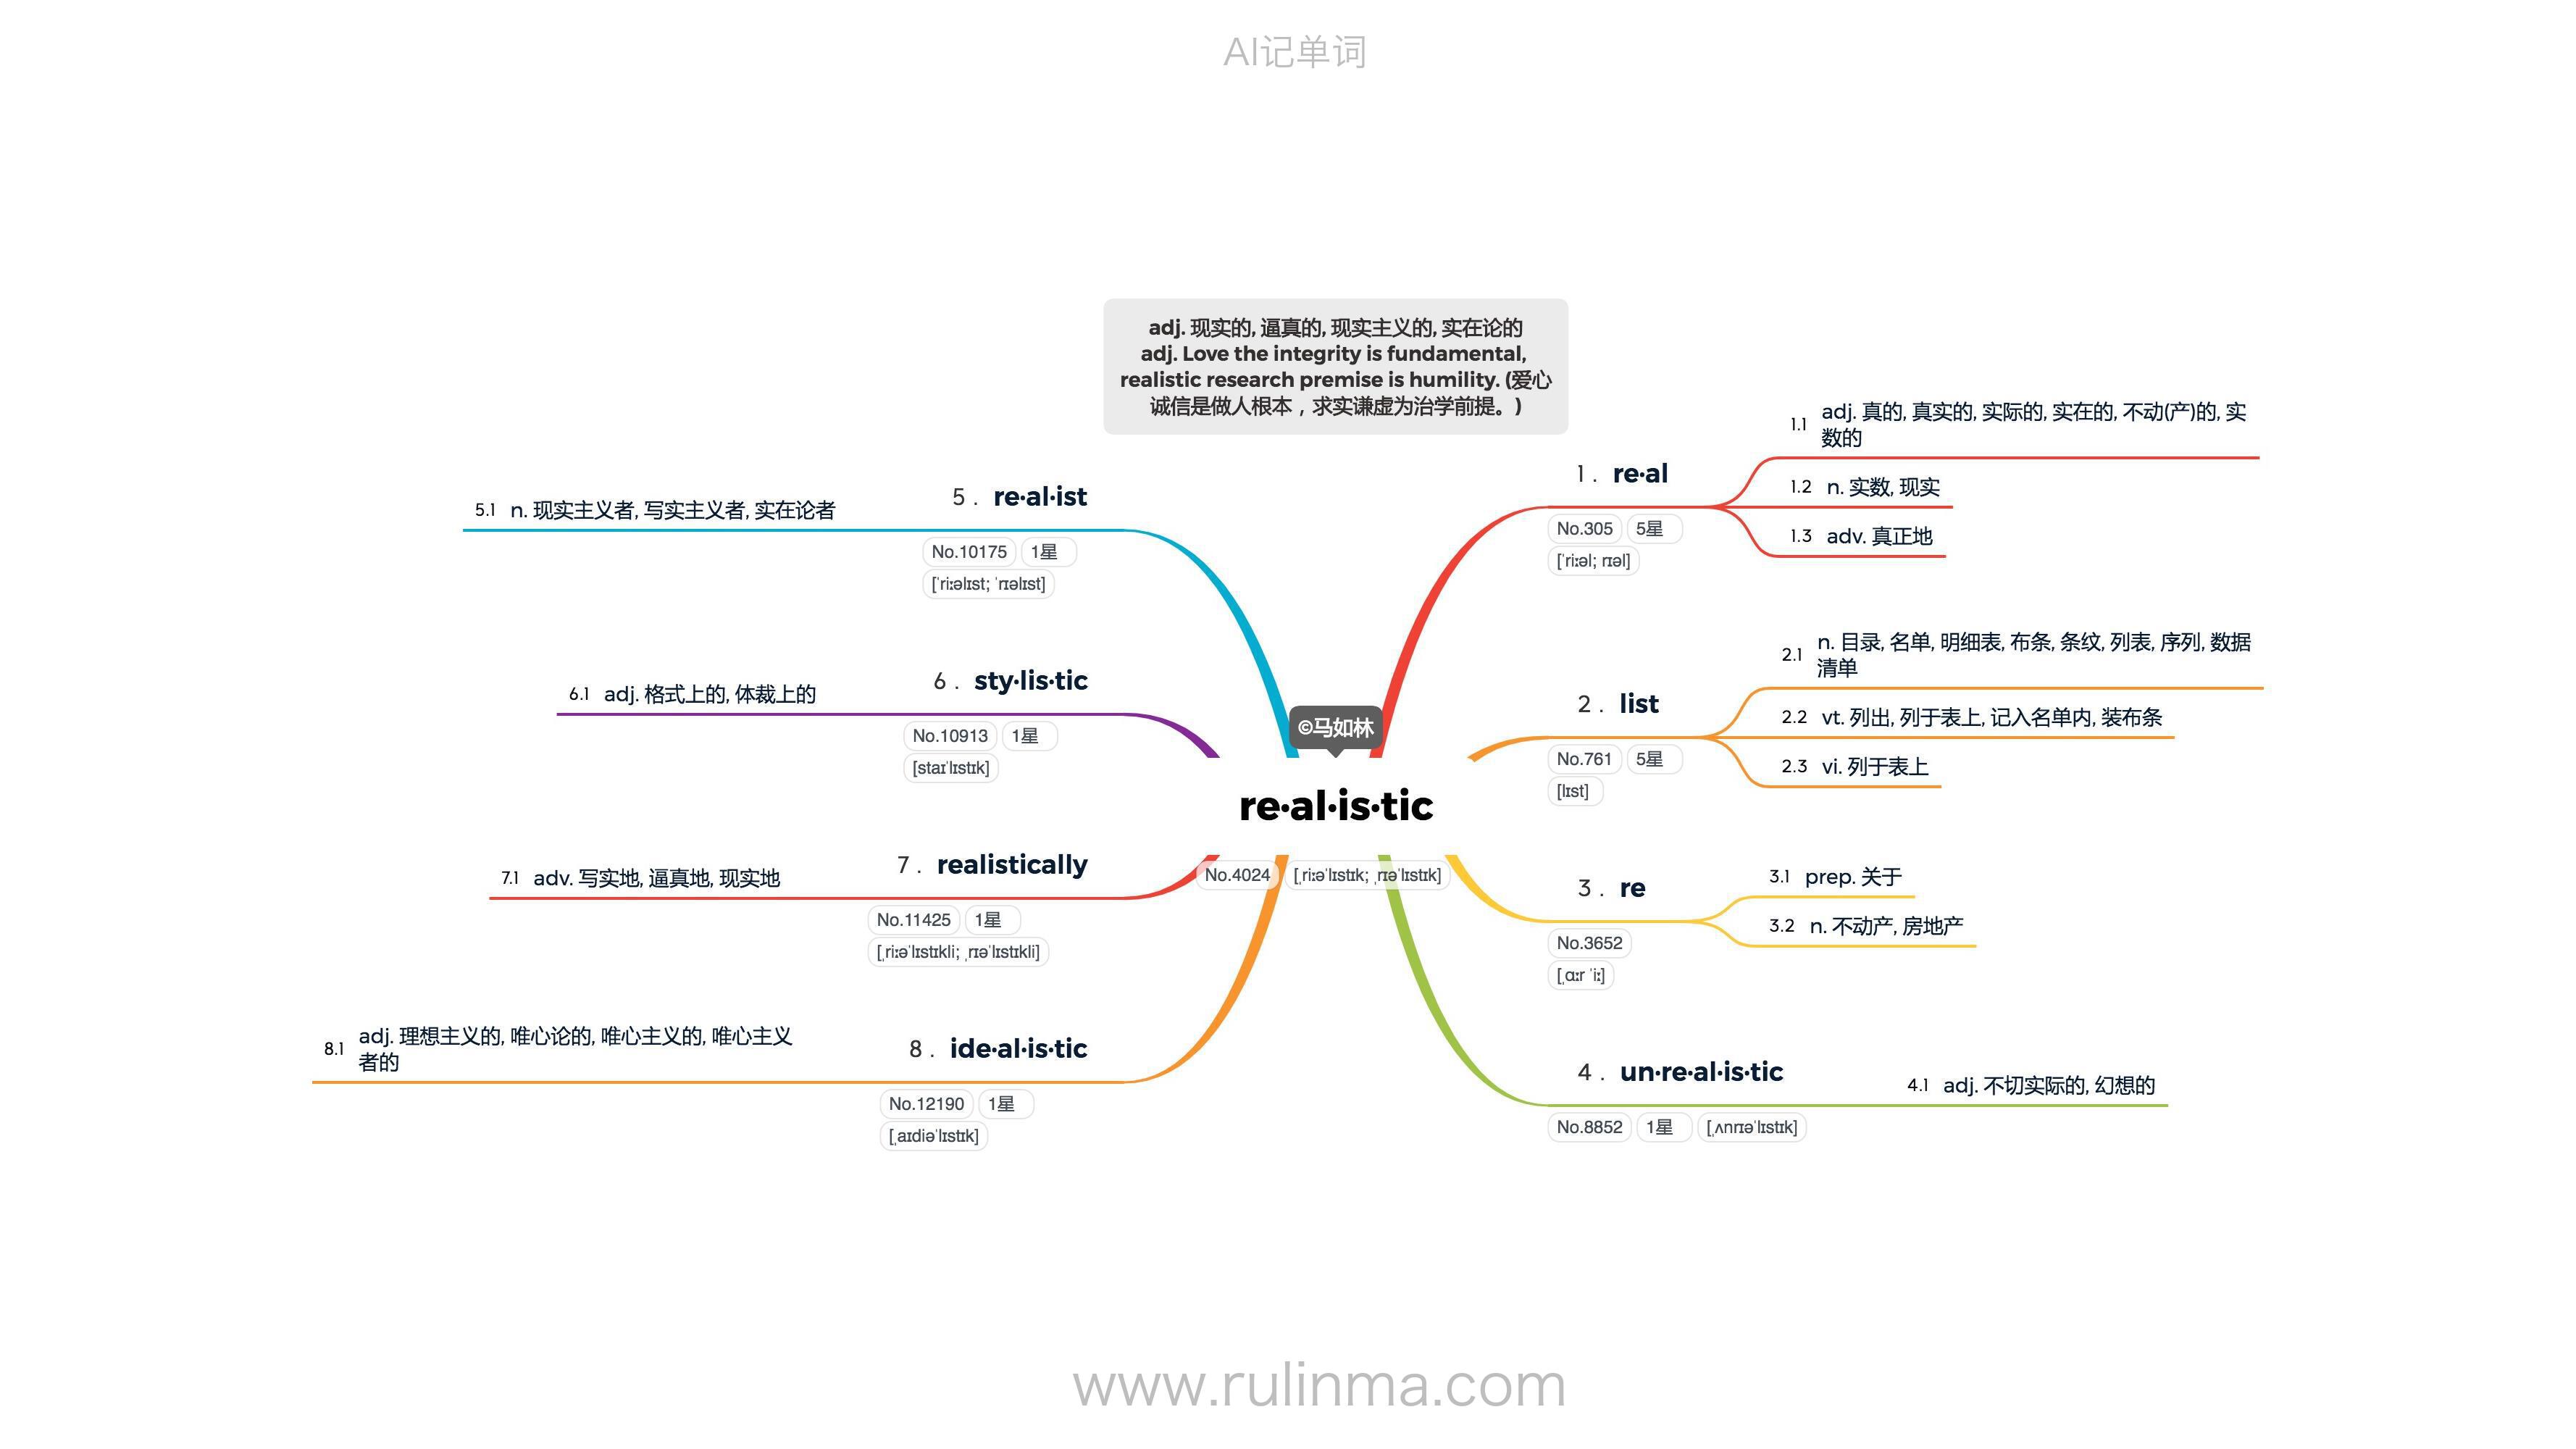 AI记单词
adj. 现实的, 逼真的, 现实主义的, 实在论的
adj. Love the integrity is fundamental,
realistic research premise is humility. (爱心
诚信是做人根本，求实谦虚为治学前提。)
©马如林
re·al·is·tic
No.4024 [ˌriːəˈlɪstɪk; ˌrɪəˈlɪstɪk]
1 . re·al
No.305 5星
[ˈriːəl; rɪəl]
1.1 adj. 真的, 真实的, 实际的, 实在的, 不动(产)的, 实
数的
1.2 n. 实数, 现实
1.3 adv. 真正地
2 . list
No.761 5星
[lɪst]
2.1 n. 目录, 名单, 明细表, 布条, 条纹, 列表, 序列, 数据
清单
2.2 vt. 列出, 列于表上, 记入名单内, 装布条
2.3 vi. 列于表上
3 . re
No.3652
[ˌɑːr ˈiː]
3.1 prep. 关于
3.2 n. 不动产, 房地产
4 . un·re·al·is·tic
No.8852 1星 [ˌʌnrɪəˈlɪstɪk]
4.1 adj. 不切实际的, 幻想的
5 . re·al·ist
No.10175 1星
[ˈriːəlɪst; ˈrɪəlɪst]
5.1 n. 现实主义者, 写实主义者, 实在论者
6 . sty·lis·tic
No.10913 1星
[staɪˈlɪstɪk]
6.1 adj. 格式上的, 体裁上的
7 . realistically
No.11425 1星
[ˌriːəˈlɪstɪkli; ˌrɪəˈlɪstɪkli]
7.1 adv. 写实地, 逼真地, 现实地
8 . ide·al·is·tic
No.12190 1星
[ˌaɪdiəˈlɪstɪk]
8.1 adj. 理想主义的, 唯心论的, 唯心主义的, 唯心主义
者的
www.rulinma.com